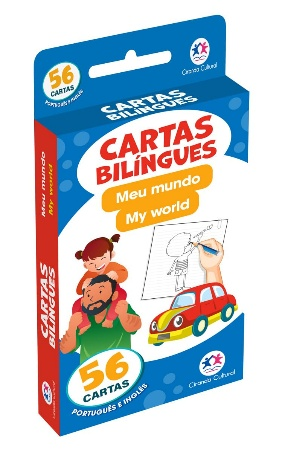 56
CARTAS
PORTUGUÊS E INGLÊS
Ciranda Cultural
CARTAS
BILÍNGUES
CARTAS
BILÍNGUES
Meu mundo
My world
Meu mundo
My world
CARTAS
BILÍNGUES
56
CARTAS
PORTUGUÊS E INGLÊS
Ciranda Cultural